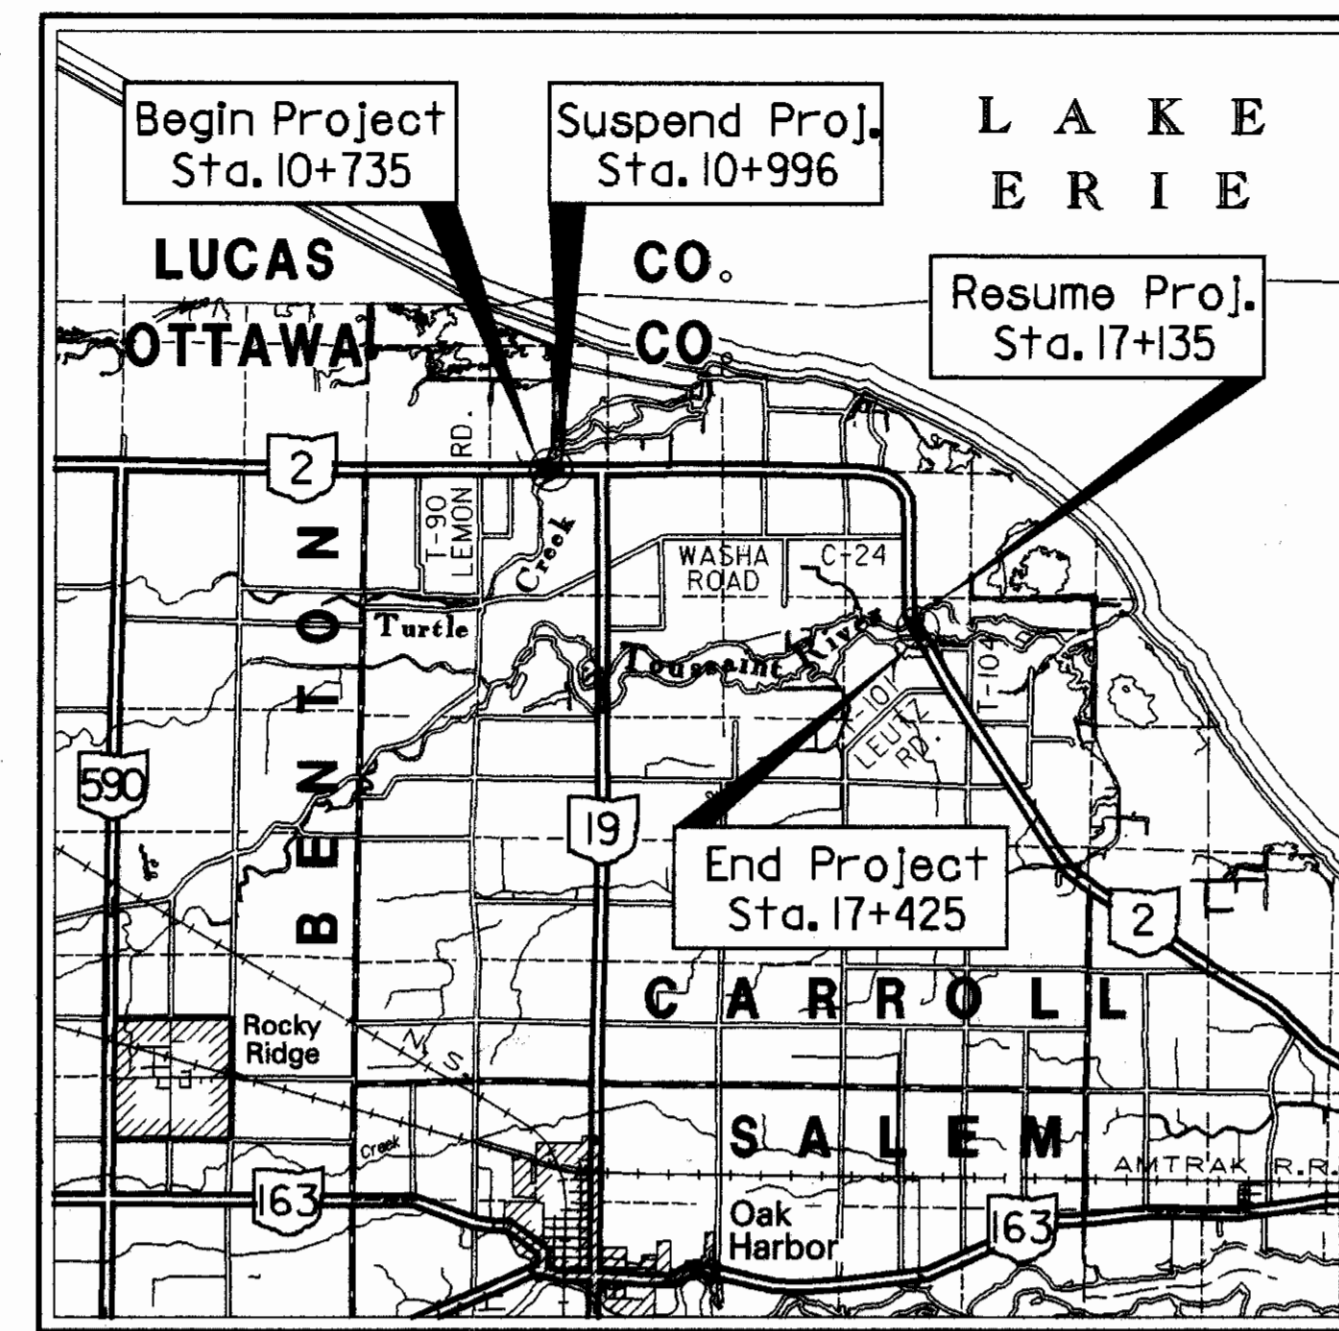 Begin Project
Sta. 10+735
Suspend Proj.
Sta. 10+996
LAKE
ERIE
LUCAS CO.
OTTAWA CO.
Resume Proj.
Sta. 17+135
2
T-90
LEMON RD.
Creek
WASHA
ROAD
C-24
Turtle
Toussaint River
T-104
LEUTZ
RD.
BENTON
590
19
End Project
Sta. 17+425
2
CARROLL
Rocky
Ridge
N. S.
SALEM
Creek
AMTRAK R.R.
163
Oak
Harbor
163